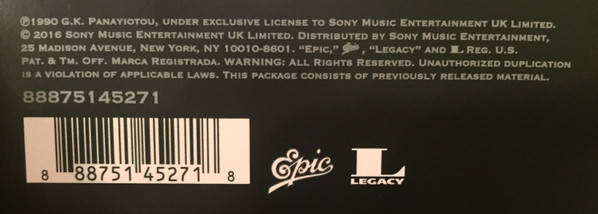 ℗1990 G.K. PANAYIOTOU, UNDER EXCLUSIVE LICENSE TO SONY MUSIC ENTERTAINMENT UK LIMITED.
© 2016 SONY MUSIC ENTERTAINMENT UK LIMITED. DISTRIBUTED BY SONY MUSIC ENTERTAINMENT,
25 MADISON AVENUE, NEW YORK, NY 10010-8601. "EPIC," Epic, "LEGACY" AND L REG. U.S.
PAT. & TM. OFF. MARCA REGISTRADA. WARNING: ALL RIGHTS RESERVED. UNAUTHORIZED DUPLICATION
IS A VIOLATION OF APPLICABLE LAWS. THIS PACKAGE CONSISTS OF PREVIOUSLY RELEASED MATERIAL.
88875145271
8 88751 45271 8
Epic
L
LEGACY